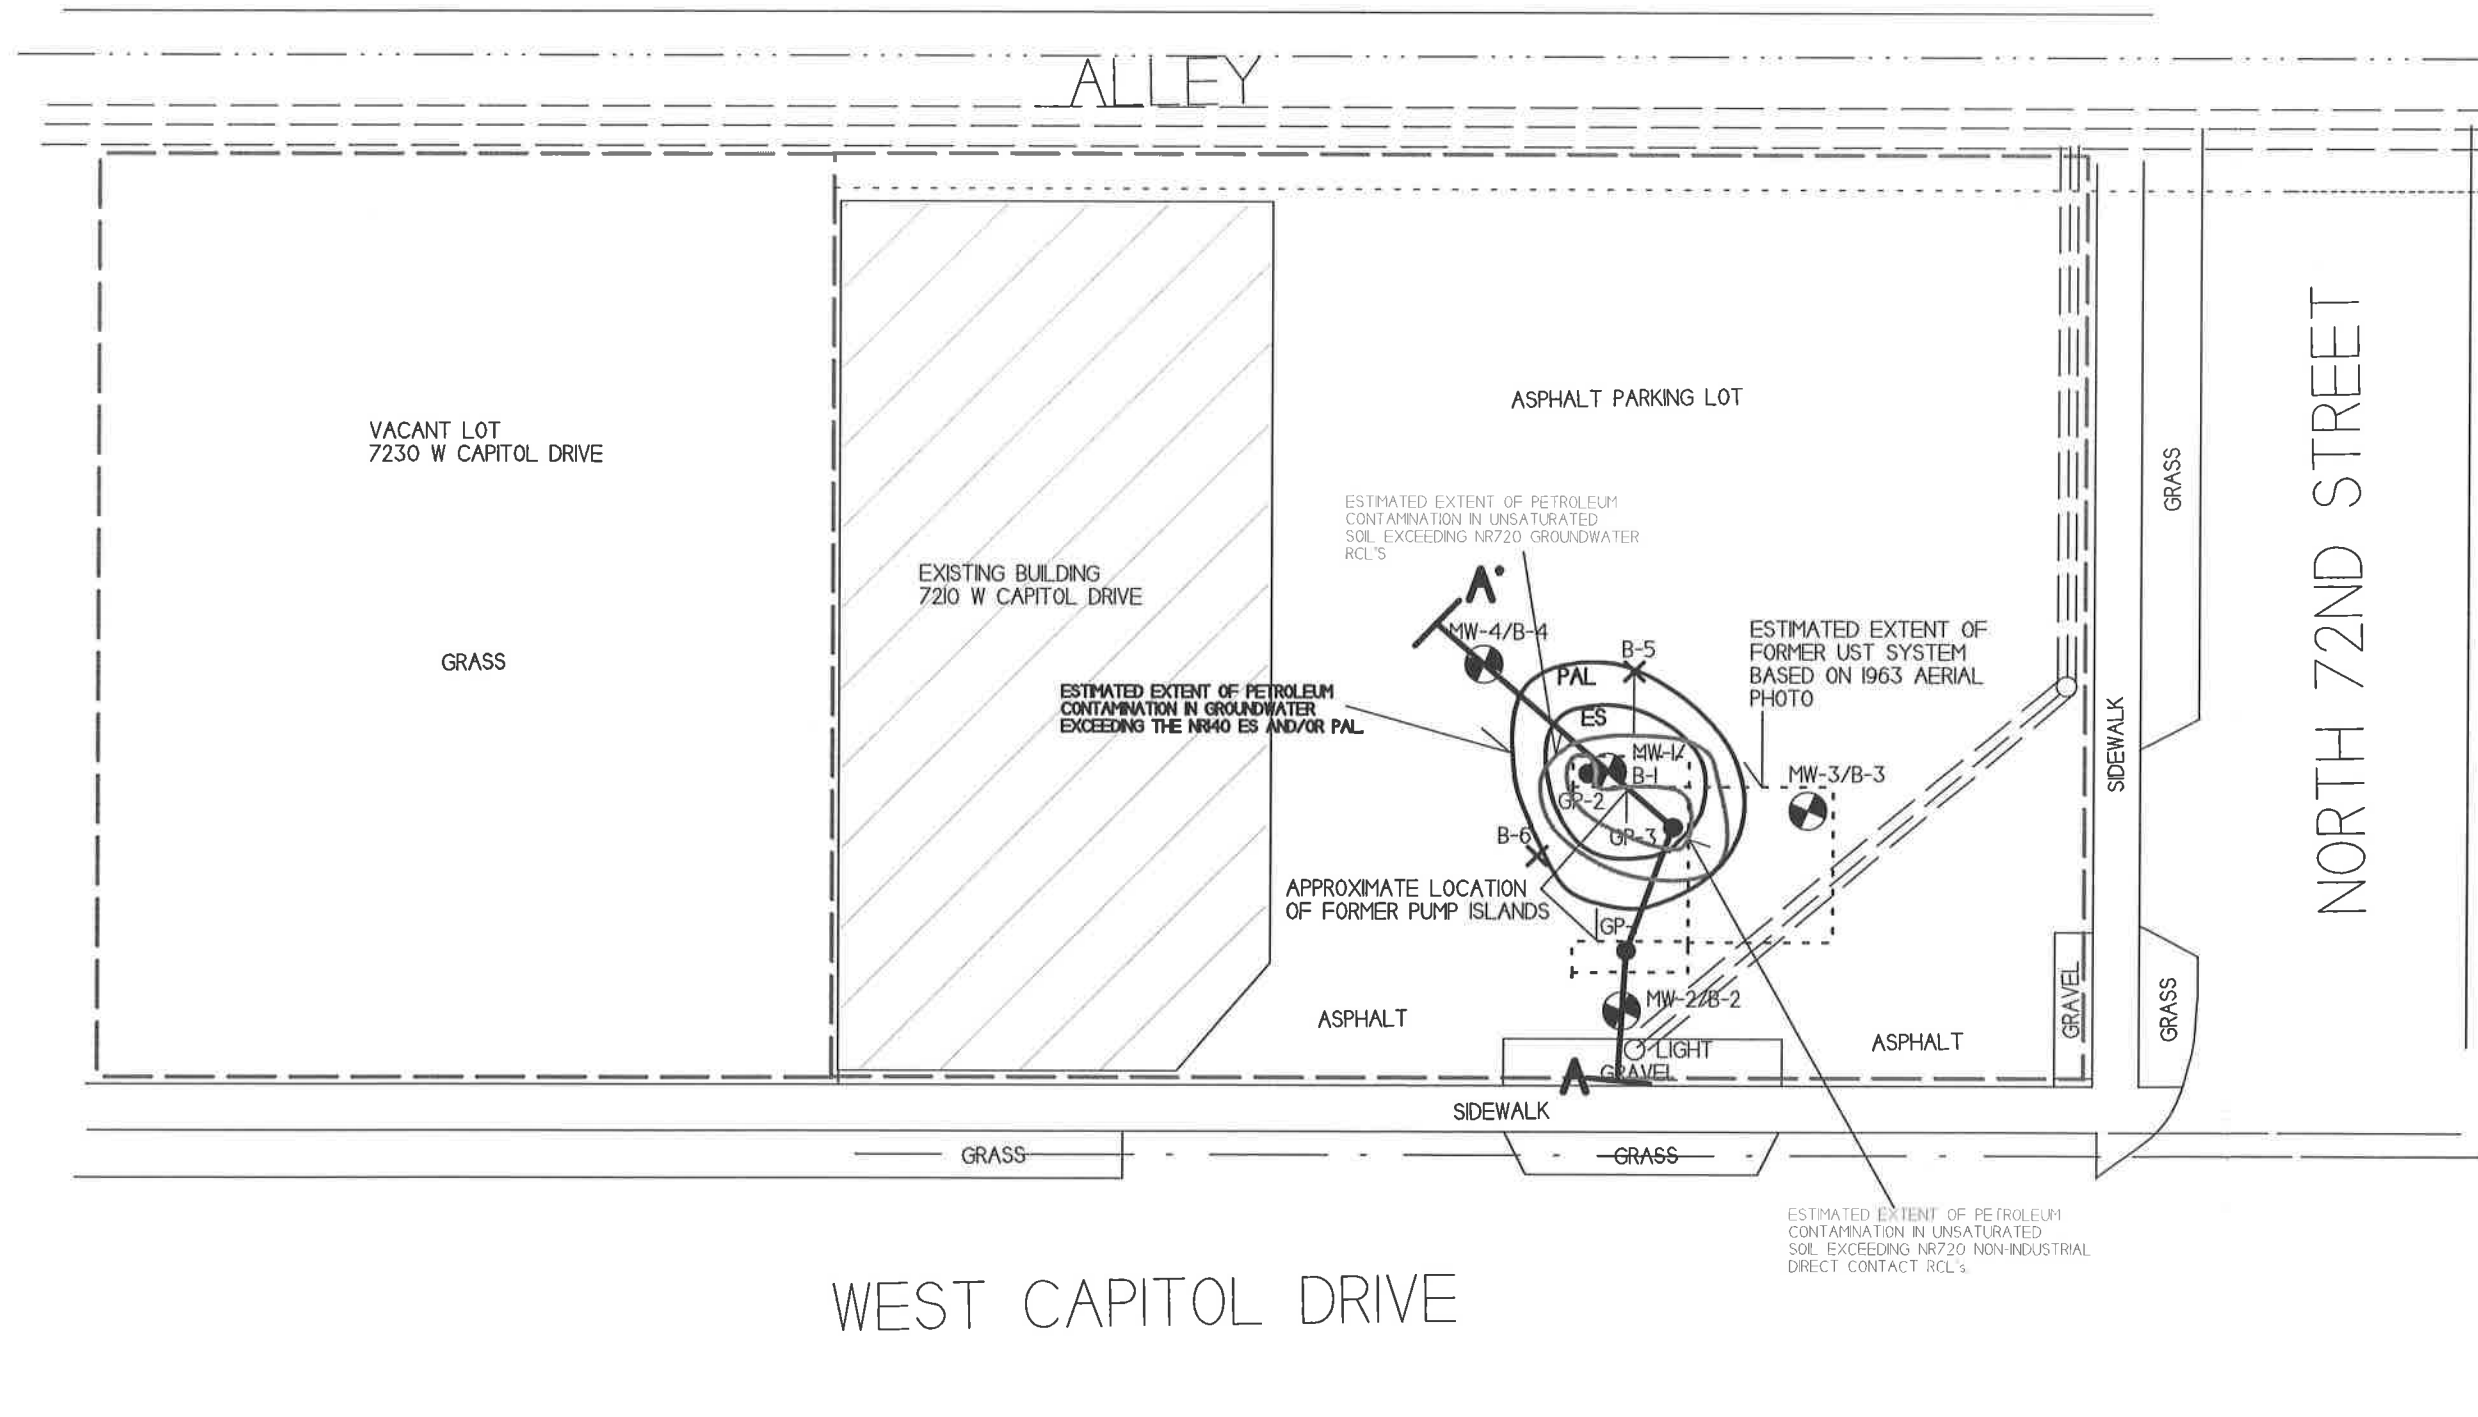 ALLEY
VACANT LOT
7230 W CAPITOL DRIVE
GRASS
EXISTING BUILDING
7210 W CAPITOL DRIVE
ASPHALT PARKING LOT
ESTIMATED EXTENT OF PETROLEUM
CONTAMINATION IN UNSATURATED
SOIL EXCEEDING NR720 GROUNDWATER
RCL'S
A'
MW-4/B-4
B-5
PAL
ES
ESTIMATED EXTENT OF PETROLEUM
CONTAMINATION IN GROUNDWATER
EXCEEDING THE NR140 ES AND/OR PAL
ESTIMATED EXTENT OF
FORMER UST SYSTEM
BASED ON 1963 AERIAL
PHOTO
MW-1/
B-1
MW-3/B-3
GP-2
GP-3
B-6
APPROXIMATE LOCATION
OF FORMER PUMP ISLANDS
GP-
MW-2/B-2
ASPHALT
LIGHT
GRAVEL
A
ASPHALT
GRAVEL
SIDEWALK
GRASS
GRASS
NORTH 72ND STREET
SIDEWALK
GRASS
GRASS
ESTIMATED EXTENT OF PETROLEUM
CONTAMINATION IN UNSATURATED
SOIL EXCEEDING NR720 NON-INDUSTRIAL
DIRECT CONTACT RCL's
WEST CAPITOL DRIVE